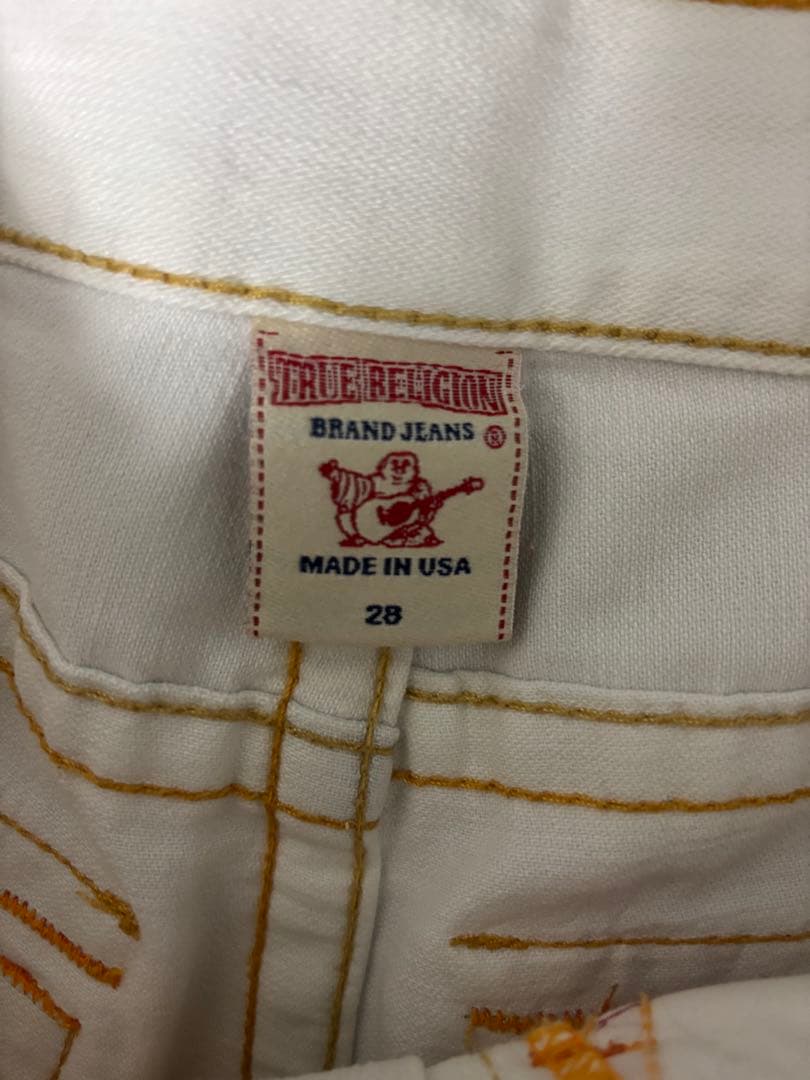 TRUE RELIGION
BRAND JEANS ®
MADE IN USA
28